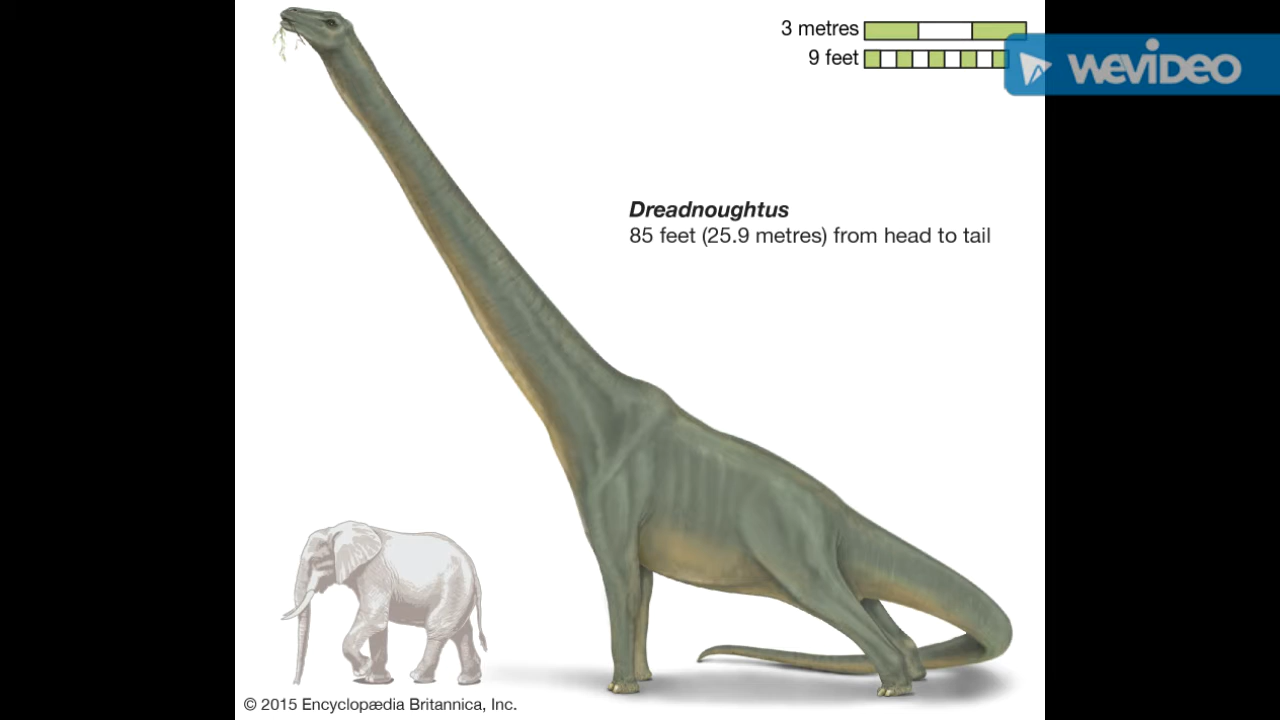 3 metres
9 feet
WEVIDEO
Dreadnoughtus
85 feet (25.9 metres) from head to tail
© 2015 Encyclopædia Britannica, Inc.